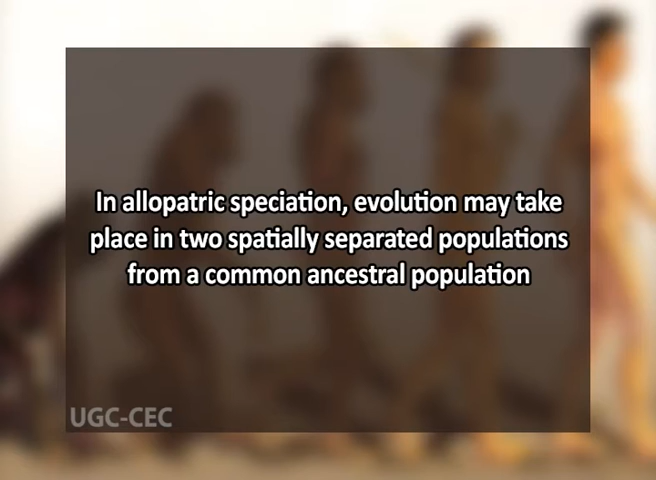 In allopatric speciation, evolution may take
place in two spatially separated populations
from a common ancestral population
UGC-CEC